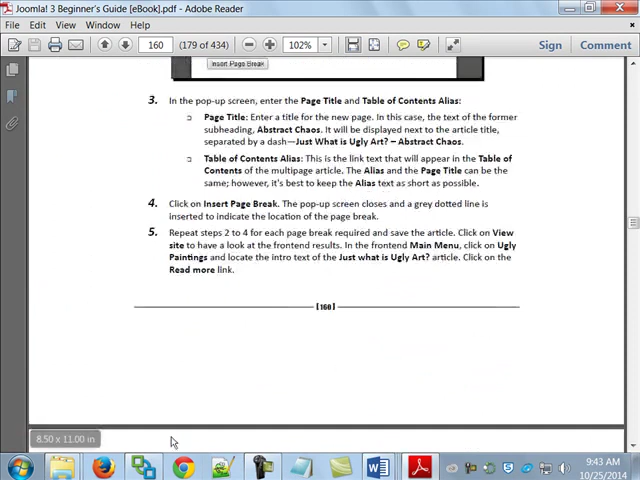 Joomla! 3 Beginner's Guide [eBook].pdf - Adobe Reader
File Edit View Window Help
160 (179 of 434) 102% Sign Comment
Insert Page Break
3. In the pop-up screen, enter the Page Title and Table of Contents Alias:
Page Title: Enter a title for the new page. In this case, the text of the former
subheading, Abstract Chaos. It will be displayed next to the article title,
separated by a dash—Just What is Ugly Art? – Abstract Chaos.
Table of Contents Alias: This is the link text that will appear in the Table of
Contents of the multipage article. The Alias and the Page Title can be the
same; however, it's best to keep the Alias text as short as possible.
4. Click on Insert Page Break. The pop-up screen closes and a grey dotted line is
inserted to indicate the location of the page break.
5. Repeat steps 2 to 4 for each page break required and save the article. Click on View
site to have a look at the frontend results. In the frontend Main Menu, click on Ugly
Paintings and locate the intro text of the Just what is Ugly Art? article. Click on the
Read more link.
[ 160 ]
8.50 x 11.00 in
9:43 AM
10/25/2014